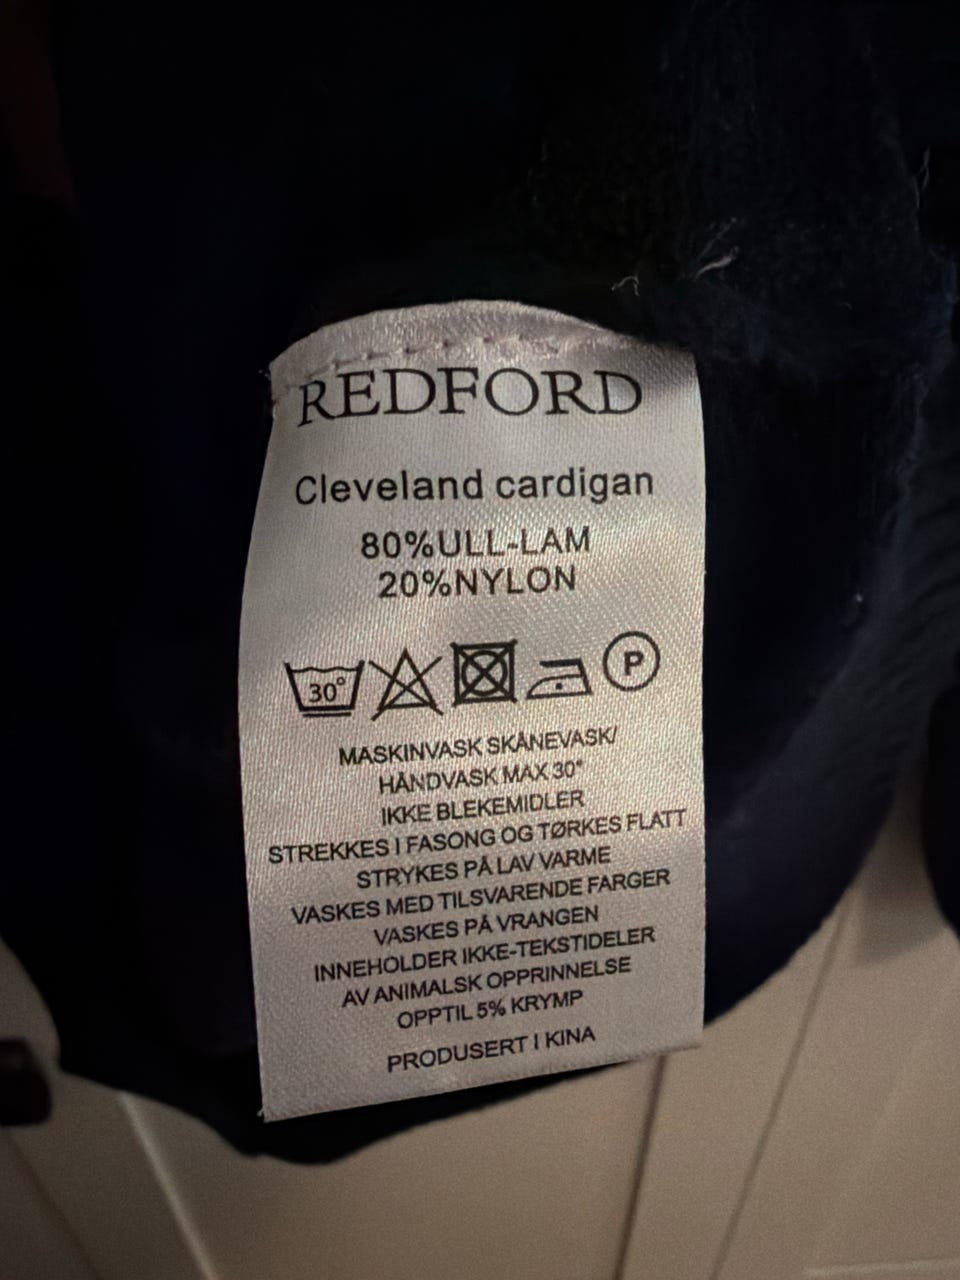 REDFORD
Cleveland cardigan
80%ULL-LAM
20%NYLON
30°
P
MASKINVASK SKÅNEVASK/
HÅNDVASK MAX 30°
IKKE BLEKEMIDLER
STREKKES I FASONG OG TØRKES FLATT
STRYKES PÅ LAV VARME
VASKES MED TILSVARENDE FARGER
VASKES PÅ VRANGEN
INNEHOLDER IKKE-TEKSTIDELER
AV ANIMALSK OPPRINNELSE
OPPTIL 5% KRYMP
PRODUSERT I KINA